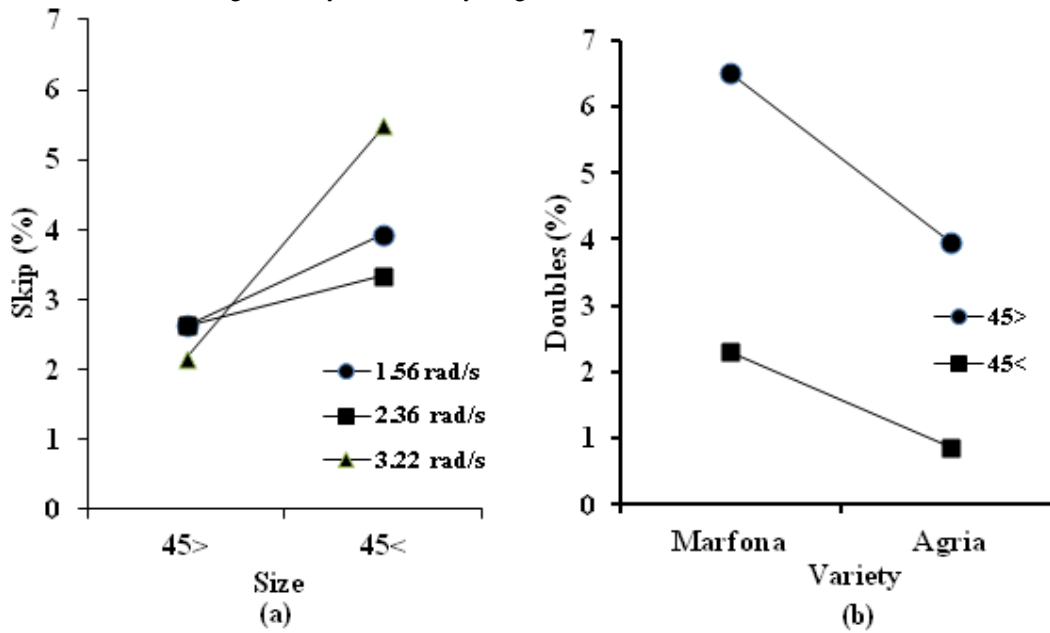 7
6
5
4
3
2
1
0
Skip (%)
1.56 rad/s
2.36 rad/s
3.22 rad/s
45>
45<
Size
(a)
7
6
5
4
3
2
1
0
Doubles (%)
45>
45<
Marfona
Agria
Variety
(b)